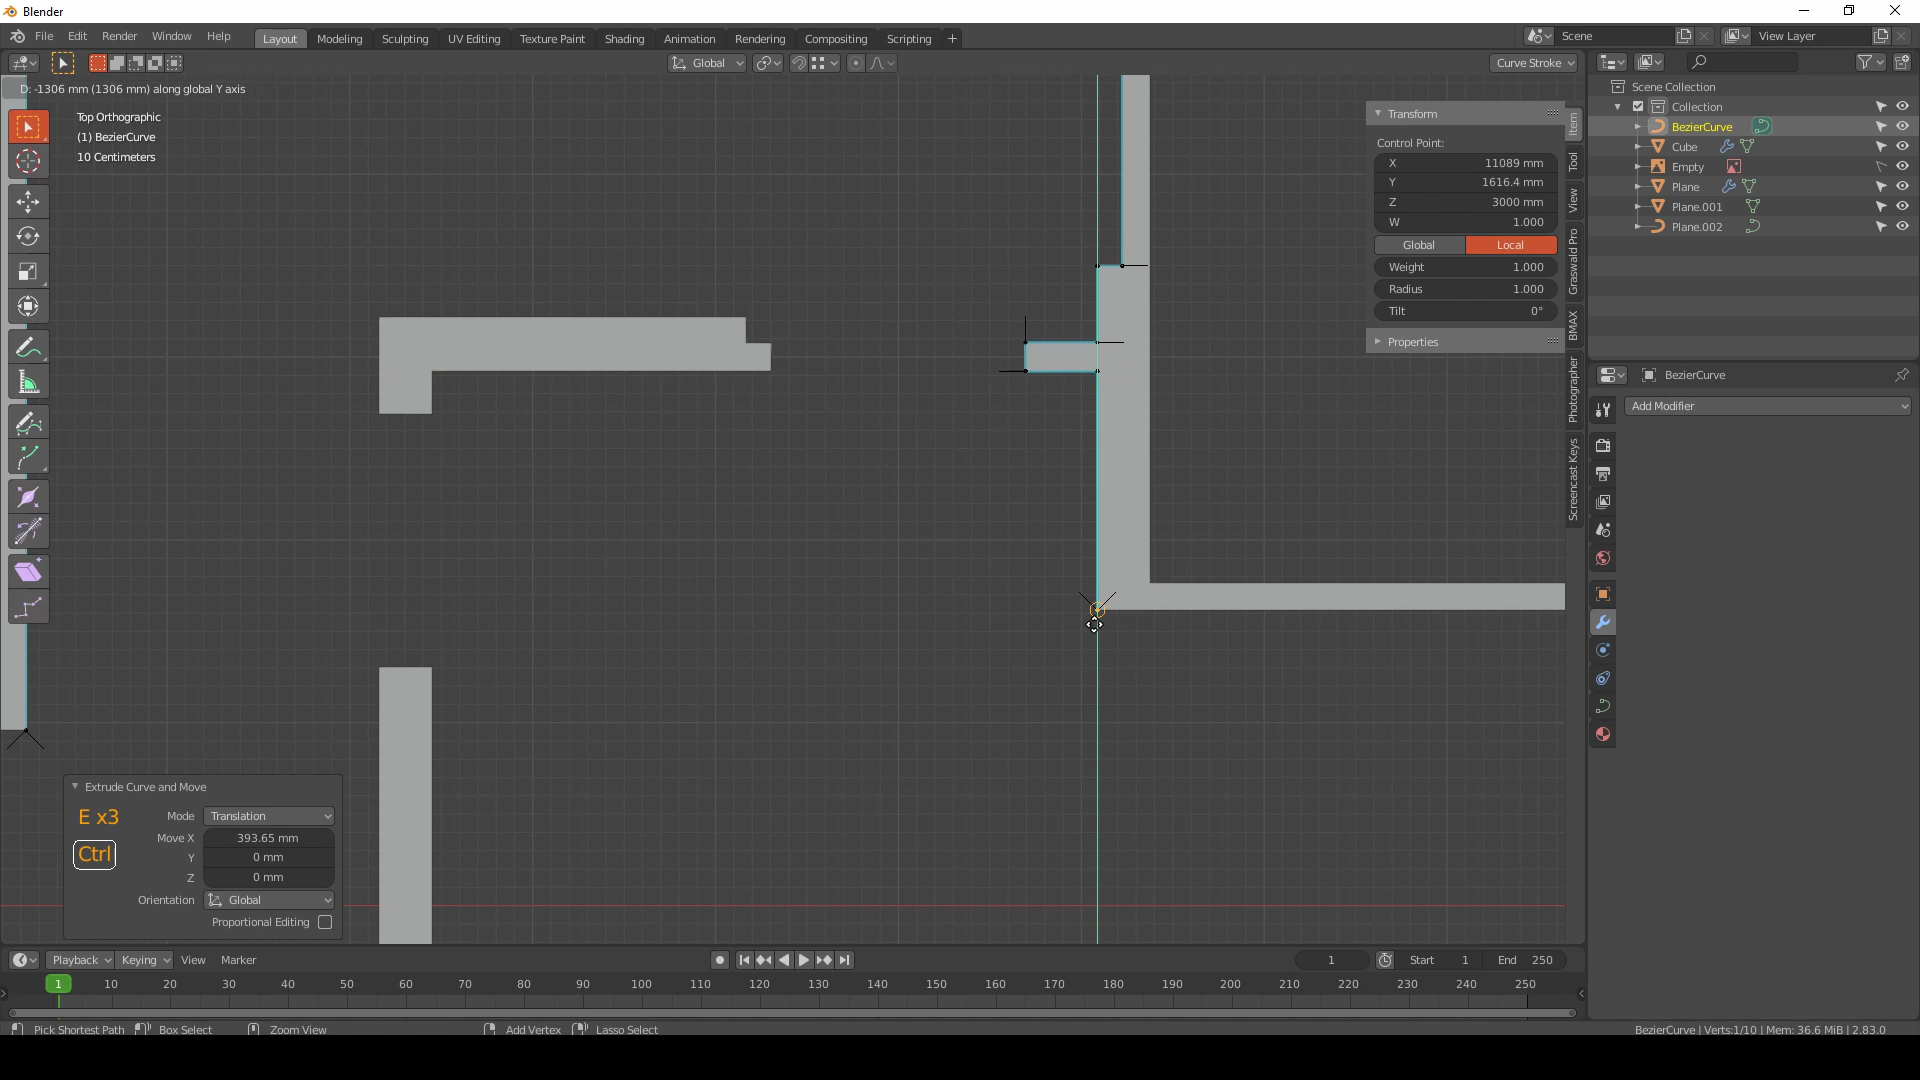 Blender
File Edit Render Window Help Layout Modeling Sculpting UV Editing Texture Paint Shading Animation Rendering Compositing Scripting + Scene View Layer
Global Curve Stroke
D: -1306 mm (1306 mm) along global Y axis
Top Orthographic
(1) BezierCurve
10 Centimeters
Transform
Control Point:
X 11089 mm
Y 1616.4 mm
Z 3000 mm
W 1.000
Global Local
Weight 1.000
Radius 1.000
Tilt 0°
Properties
Item
Tool
View
Graswald Pro
BMAX
Photographer
Screencast Keys
Scene Collection
Collection
BezierCurve
Cube
Empty
Plane
Plane.001
Plane.002
BezierCurve
Add Modifier
Extrude Curve and Move
E x3
Ctrl
Mode Translation
Move X 393.65 mm
Y 0 mm
Z 0 mm
Orientation Global
Proportional Editing
Playback Keying View Marker 1 Start 1 End 250
1 10 20 30 40 50 60 70 80 90 100 110 120 130 140 150 160 170 180 190 200 210 220 230 240 250
Pick Shortest Path Box Select Zoom View Add Vertex Lasso Select BezierCurve | Verts:1/10 | Mem: 36.6 MiB | 2.83.0